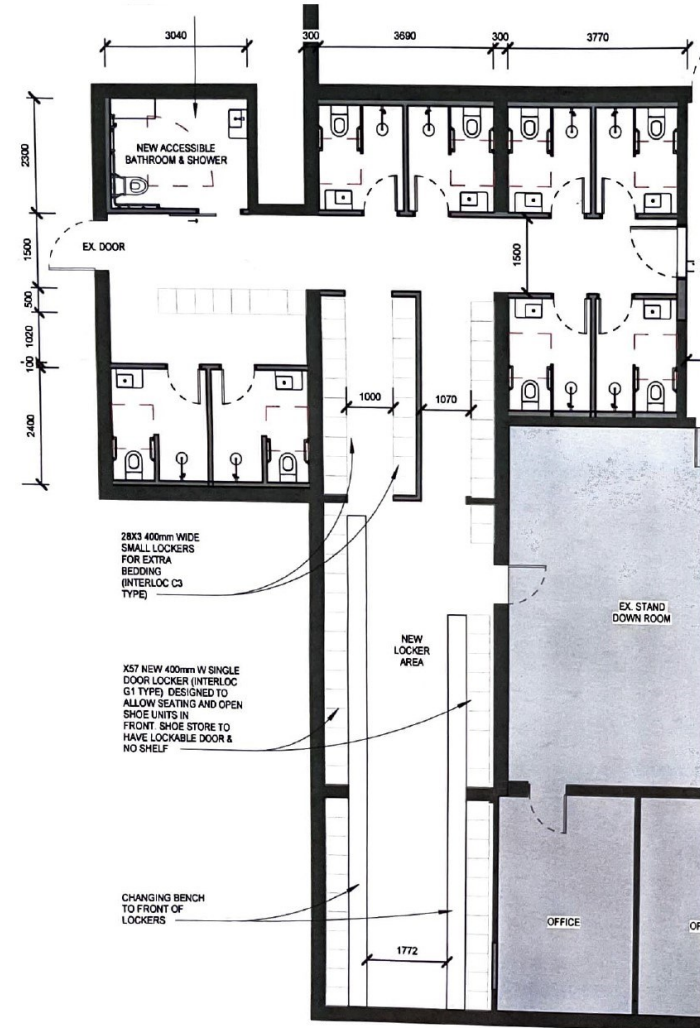 3040
300
3690
300
3770
2300
1500
500
1020
100
2400
NEW ACCESSIBLE
BATHROOM & SHOWER
EX. DOOR
1500
1000
1070
28X3 400mm WIDE
SMALL LOCKERS
FOR EXTRA
BEDDING
(INTERLOC C3
TYPE)
EX. STAND
DOWN ROOM
NEW
LOCKER
AREA
X57 NEW 400mm W SINGLE
DOOR LOCKER (INTERLOC
G1 TYPE) DESIGNED TO
ALLOW SEATING AND OPEN
SHOE UNITS IN
FRONT. SHOE STORE TO
HAVE LOCKABLE DOOR &
NO SHELF
CHANGING BENCH
TO FRONT OF
LOCKERS
OFFICE
1772